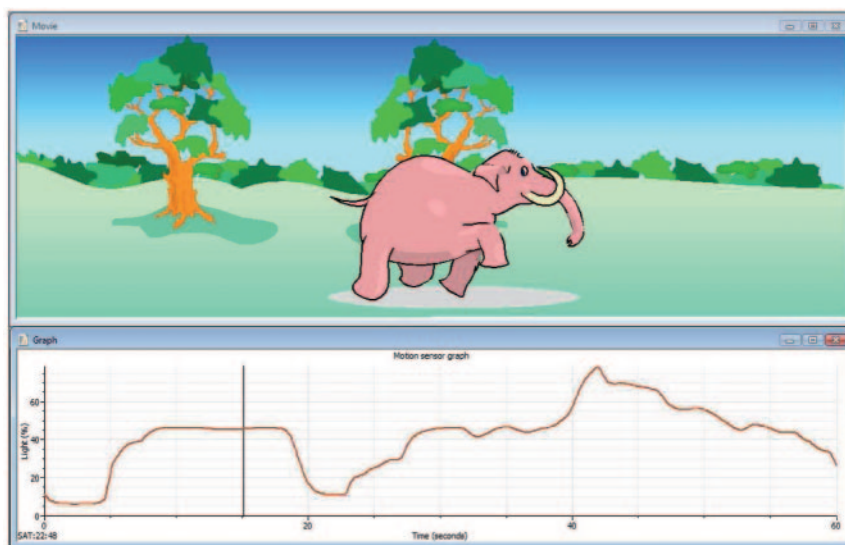 Movie
Graph
Motion sensor graph
Light (%)
60
40
20
0
0
20
40
60
SAT:22:48
Time (seconds)